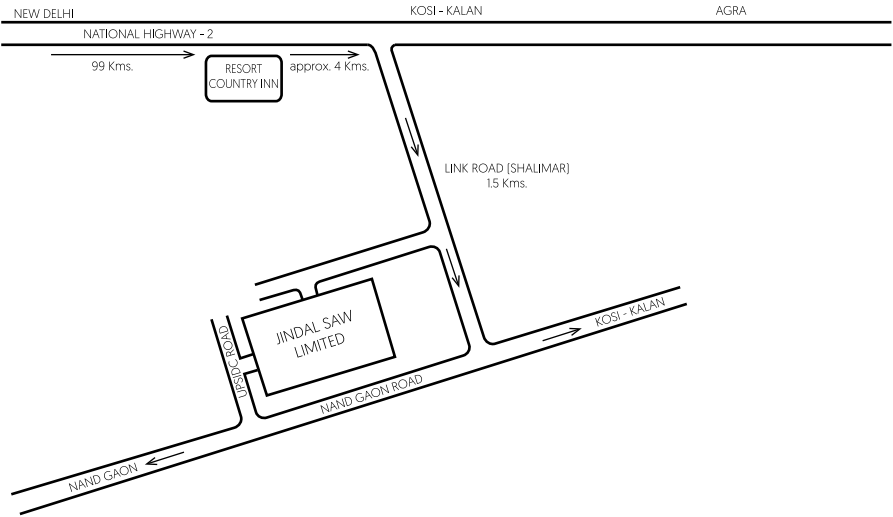 NEW DELHI
KOSI - KALAN
AGRA
NATIONAL HIGHWAY - 2
99 Kms.
RESORT
COUNTRY INN
approx. 4 Kms.
LINK ROAD (SHALIMAR)
1.5 Kms.
JINDAL SAW
LIMITED
UPSIDC ROAD
KOSI - KALAN
NAND GAON ROAD
NAND GAON